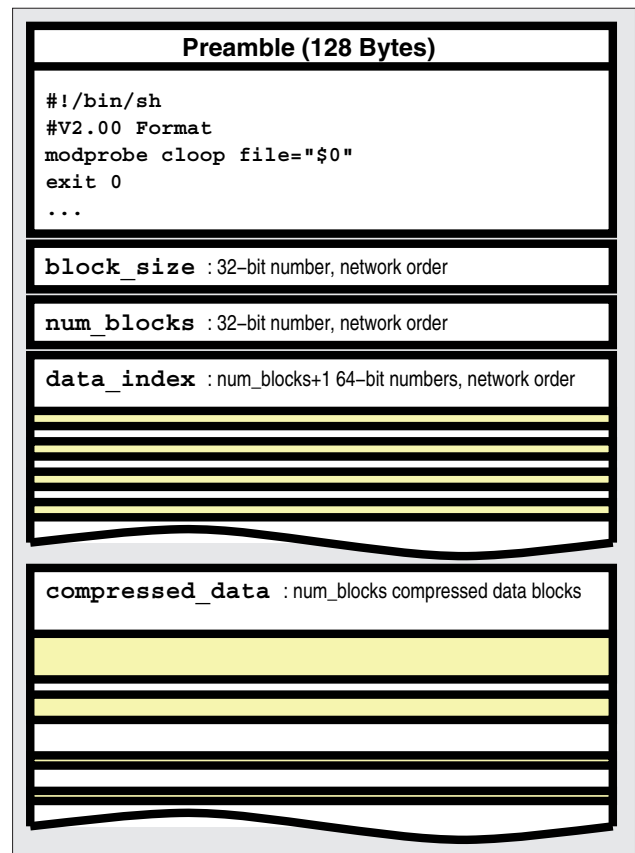 Preamble (128 Bytes)
#!/bin/sh
#V2.00 Format
modprobe cloop file="$0"
exit 0
...
block_size : 32−bit number, network order
num_blocks : 32−bit number, network order
data_index : num_blocks+1 64−bit numbers, network order
compressed_data : num_blocks compressed data blocks